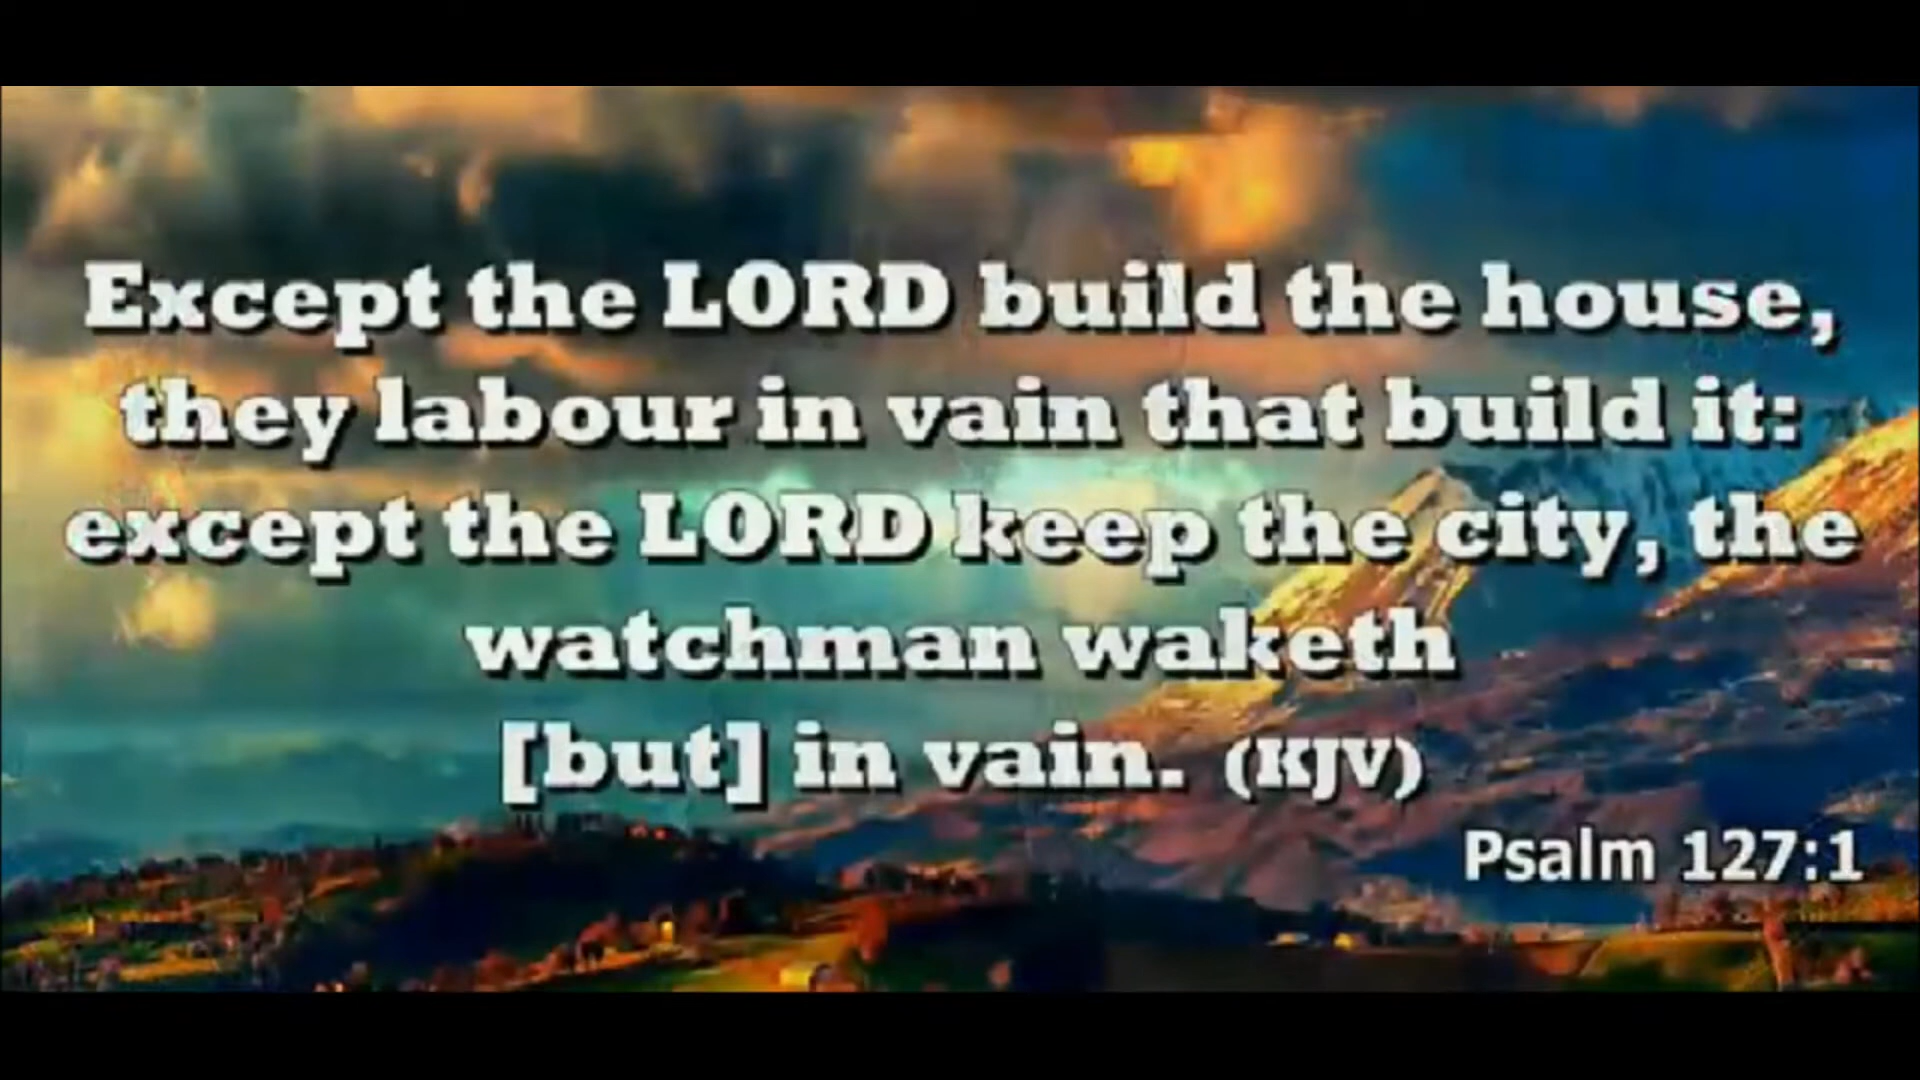 Except the LORD build the house,
they labour in vain that build it:
except the LORD keep the city, the
watchman waketh
[but] in vain. (KJV)
Psalm 127:1